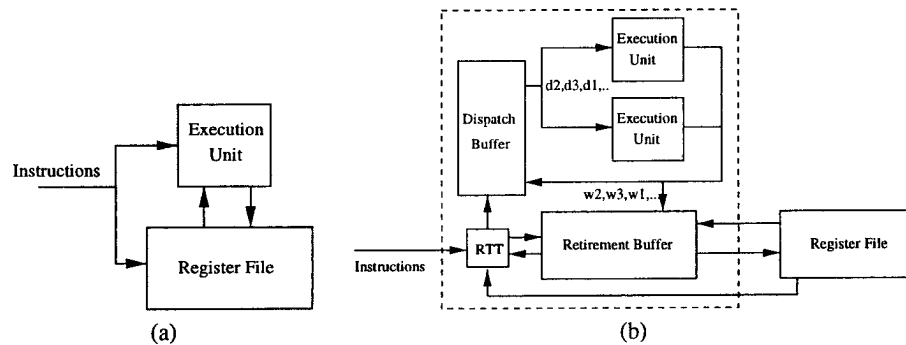 Instructions
Execution
Unit
Register File
(a)
Dispatch
Buffer
d2,d3,d1,..
Execution
Unit
Execution
Unit
w2,w3,w1,..
Instructions
RTT
Retirement Buffer
Register File
(b)